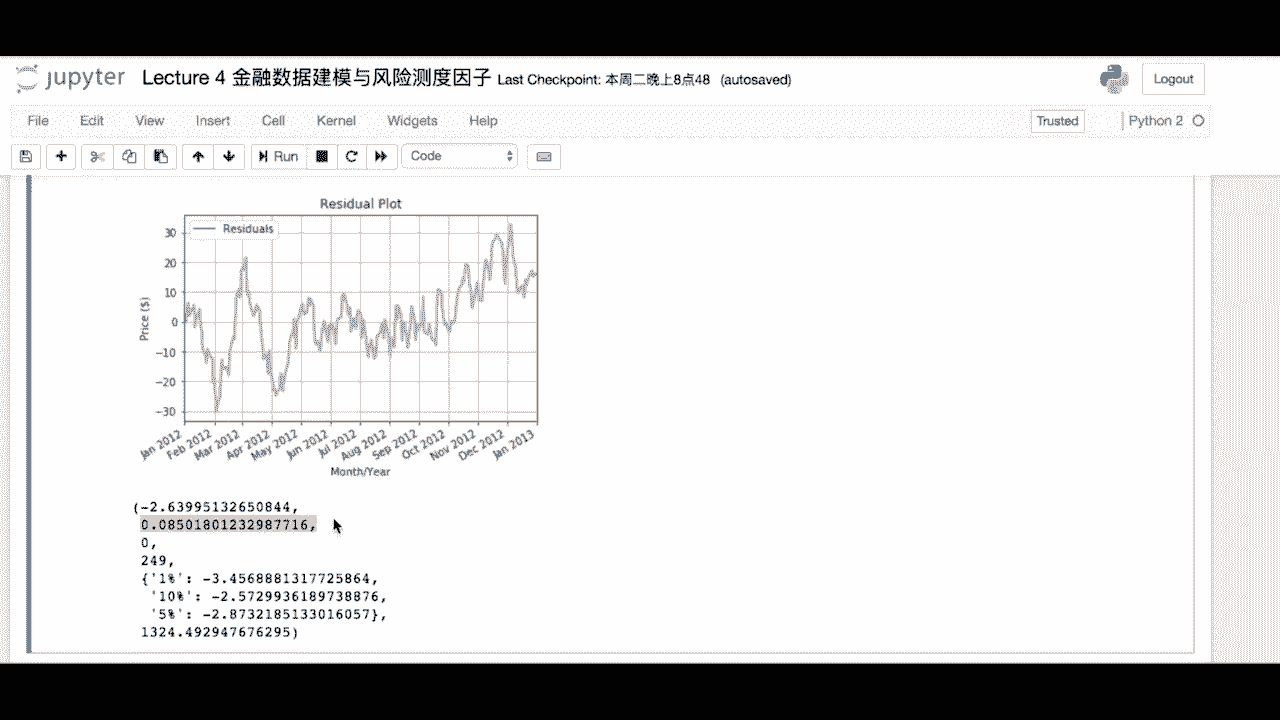 jupyter Lecture 4 金融数据建模与风险测度因子 Last Checkpoint: 本周二晚上8点48 (autosaved) Logout
File Edit View Insert Cell Kernel Widgets Help Trusted Python 2
Run Code
Residual Plot
Residuals
30
20
10
0
−10
−20
−30
Price ($)
Jan 2012 Feb 2012 Mar 2012 Apr 2012 May 2012 Jun 2012 Jul 2012 Aug 2012 Sep 2012 Oct 2012 Nov 2012 Dec 2012 Jan 2013
Month/Year
(-2.63995132650844,
0.08501801232987716,
0,
249,
{'1%': -3.4568881317725864,
'10%': -2.5729936189738876,
'5%': -2.8732185133016057},
1324.492947676295)